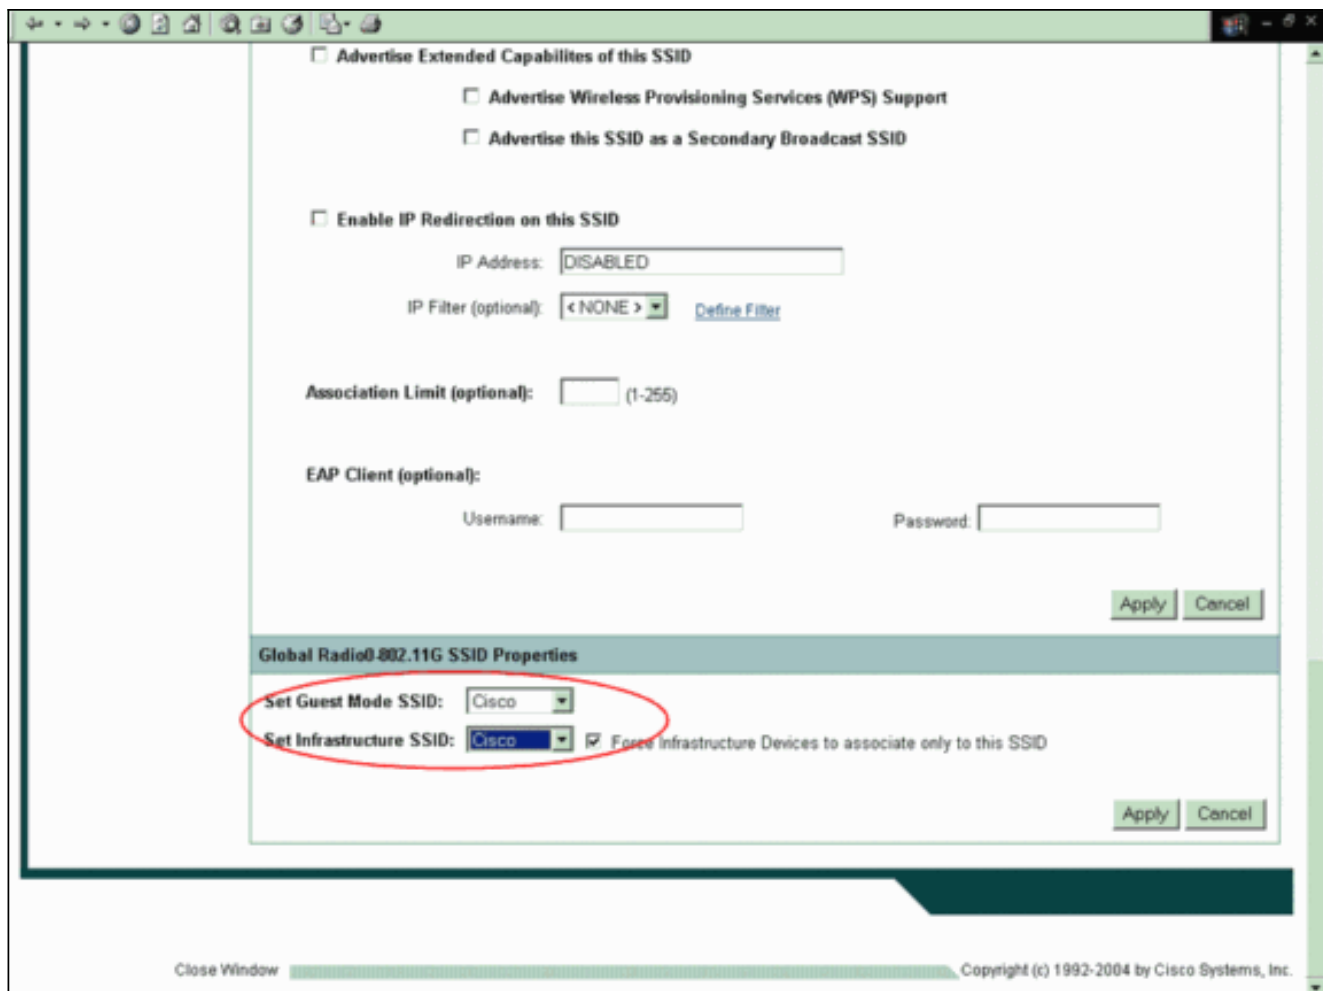 Advertise Extended Capabilites of this SSID
Advertise Wireless Provisioning Services (WPS) Support
Advertise this SSID as a Secondary Broadcast SSID
Enable IP Redirection on this SSID
IP Address: DISABLED
IP Filter (optional): < NONE > Define Filter
Association Limit (optional): (1-255)
EAP Client (optional):
Username: Password:
Apply Cancel
Global Radio0-802.11G SSID Properties
Set Guest Mode SSID: Cisco
Set Infrastructure SSID: Cisco Force Infrastructure Devices to associate only to this SSID
Apply Cancel
Close Window Copyright (c) 1992-2004 by Cisco Systems, Inc.